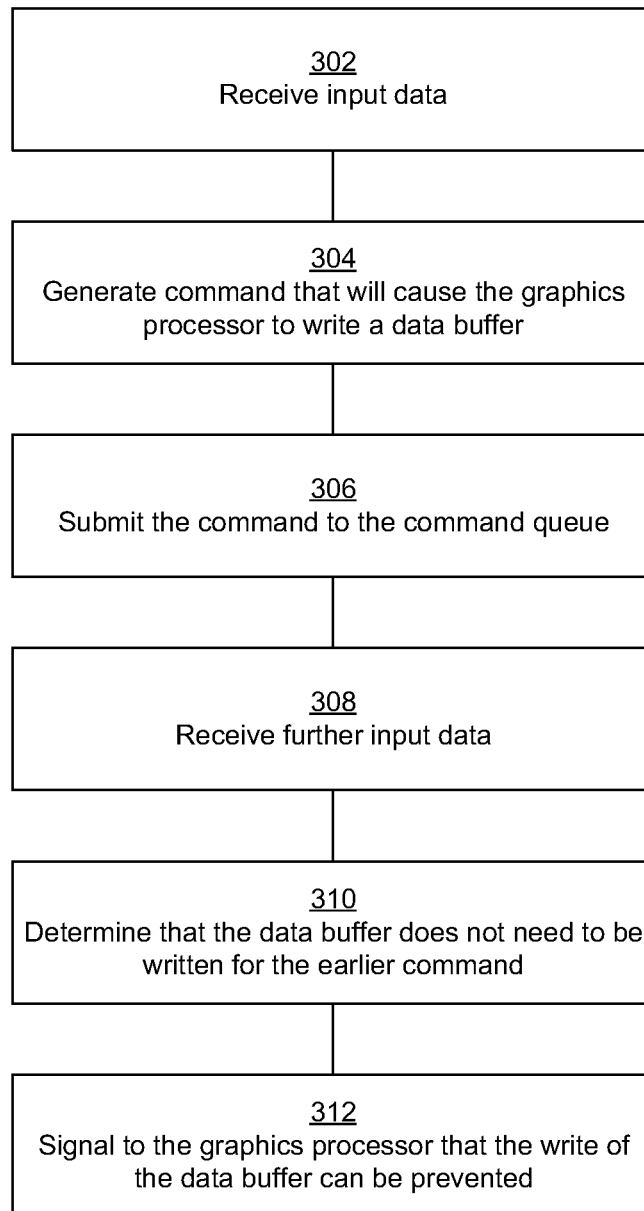 302
Receive input data
304
Generate command that will cause the graphics
processor to write a data buffer
306
Submit the command to the command queue
308
Receive further input data
310
Determine that the data buffer does not need to be
written for the earlier command
312
Signal to the graphics processor that the write of
the data buffer can be prevented